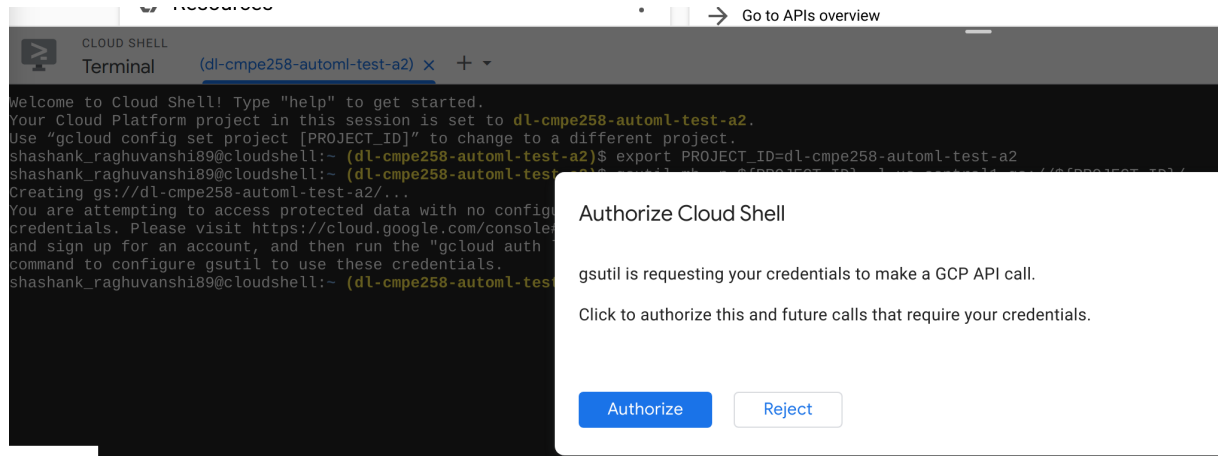 Resources
Go to APIs overview
CLOUD SHELL
Terminal
(dl-cmpe258-automl-test-a2)
Welcome to Cloud Shell! Type "help" to get started.
Your Cloud Platform project in this session is set to dl-cmpe258-automl-test-a2.
Use “gcloud config set project [PROJECT_ID]” to change to a different project.
shashank_raghuvanshi89@cloudshell:~ (dl-cmpe258-automl-test-a2)$ export PROJECT_ID=dl-cmpe258-automl-test-a2
shashank_raghuvanshi89@cloudshell:~ (dl-cmpe258-automl-test-a2)$ gsutil mb -p ${PROJECT_ID}
Creating gs://dl-cmpe258-automl-test-a2/...
You are attempting to access protected data with no configu
credentials. Please visit https://cloud.google.com/console#
and sign up for an account, and then run the "gcloud auth
command to configure gsutil to use these credentials.
shashank_raghuvanshi89@cloudshell:~ (dl-cmpe258-automl-test
Authorize Cloud Shell
gsutil is requesting your credentials to make a GCP API call.
Click to authorize this and future calls that require your credentials.
Authorize
Reject